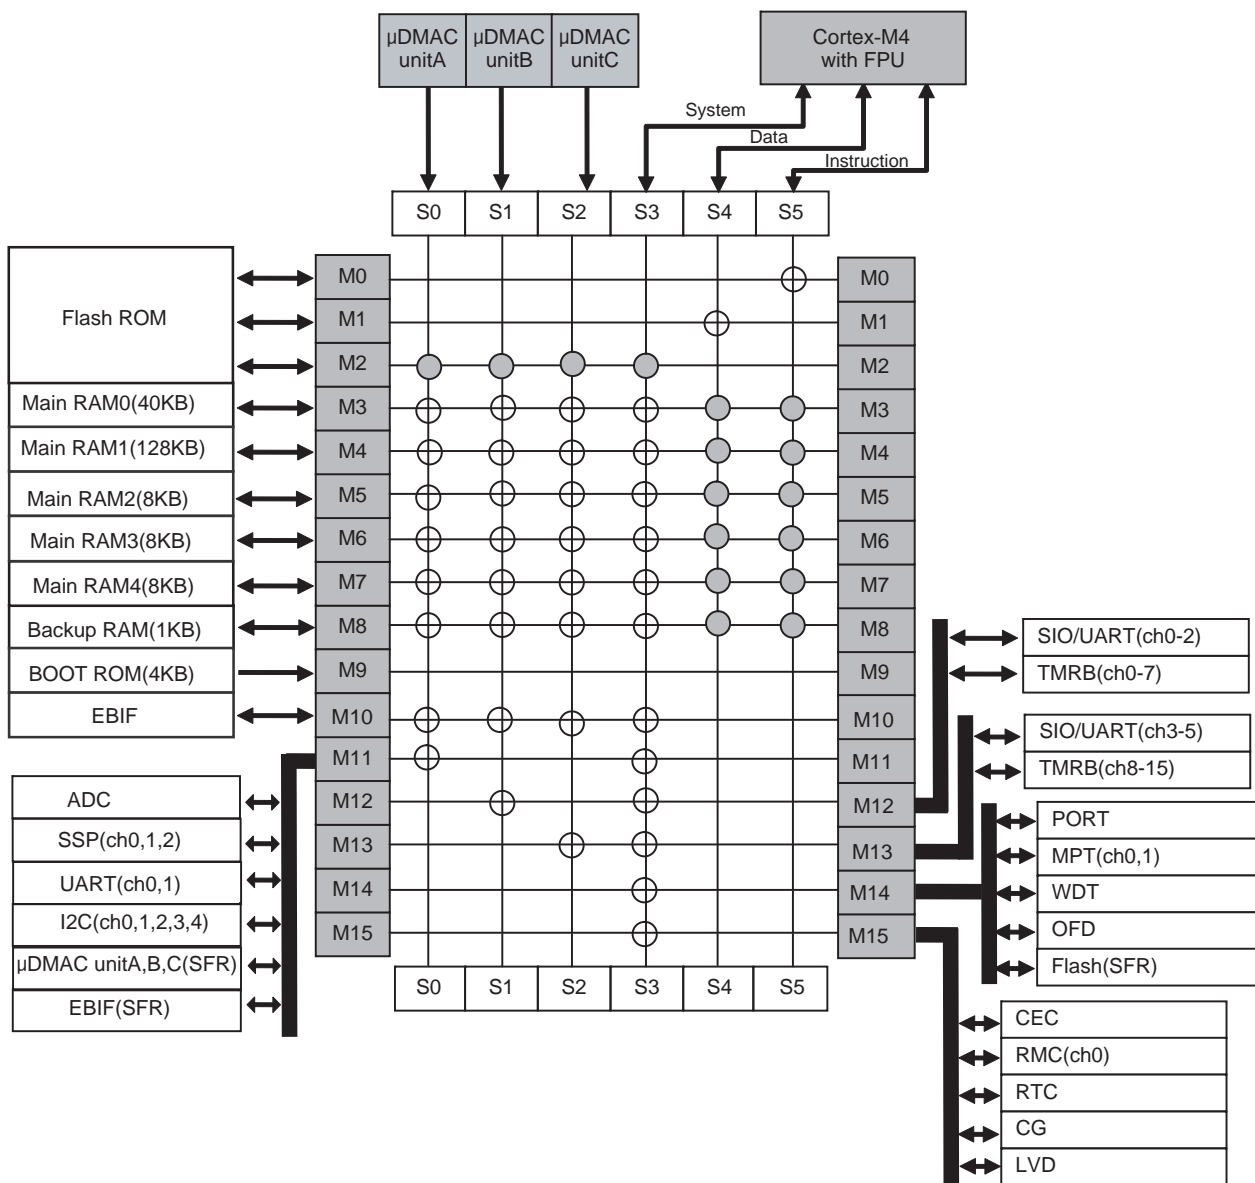 µDMAC
unitA
µDMAC
unitB
µDMAC
unitC
Cortex-M4
with FPU
System
Data
Instruction
S0
S1
S2
S3
S4
S5
Flash ROM
Main RAM0(40KB)
Main RAM1(128KB)
Main RAM2(8KB)
Main RAM3(8KB)
Main RAM4(8KB)
Backup RAM(1KB)
BOOT ROM(4KB)
EBIF
ADC
SSP(ch0,1,2)
UART(ch0,1)
I2C(ch0,1,2,3,4)
µDMAC unitA,B,C(SFR)
EBIF(SFR)
M0
M1
M2
M3
M4
M5
M6
M7
M8
M9
M10
M11
M12
M13
M14
M15
M0
M1
M2
M3
M4
M5
M6
M7
M8
M9
M10
M11
M12
M13
M14
M15
S0
S1
S2
S3
S4
S5
SIO/UART(ch0-2)
TMRB(ch0-7)
SIO/UART(ch3-5)
TMRB(ch8-15)
PORT
MPT(ch0,1)
WDT
OFD
Flash(SFR)
CEC
RMC(ch0)
RTC
CG
LVD